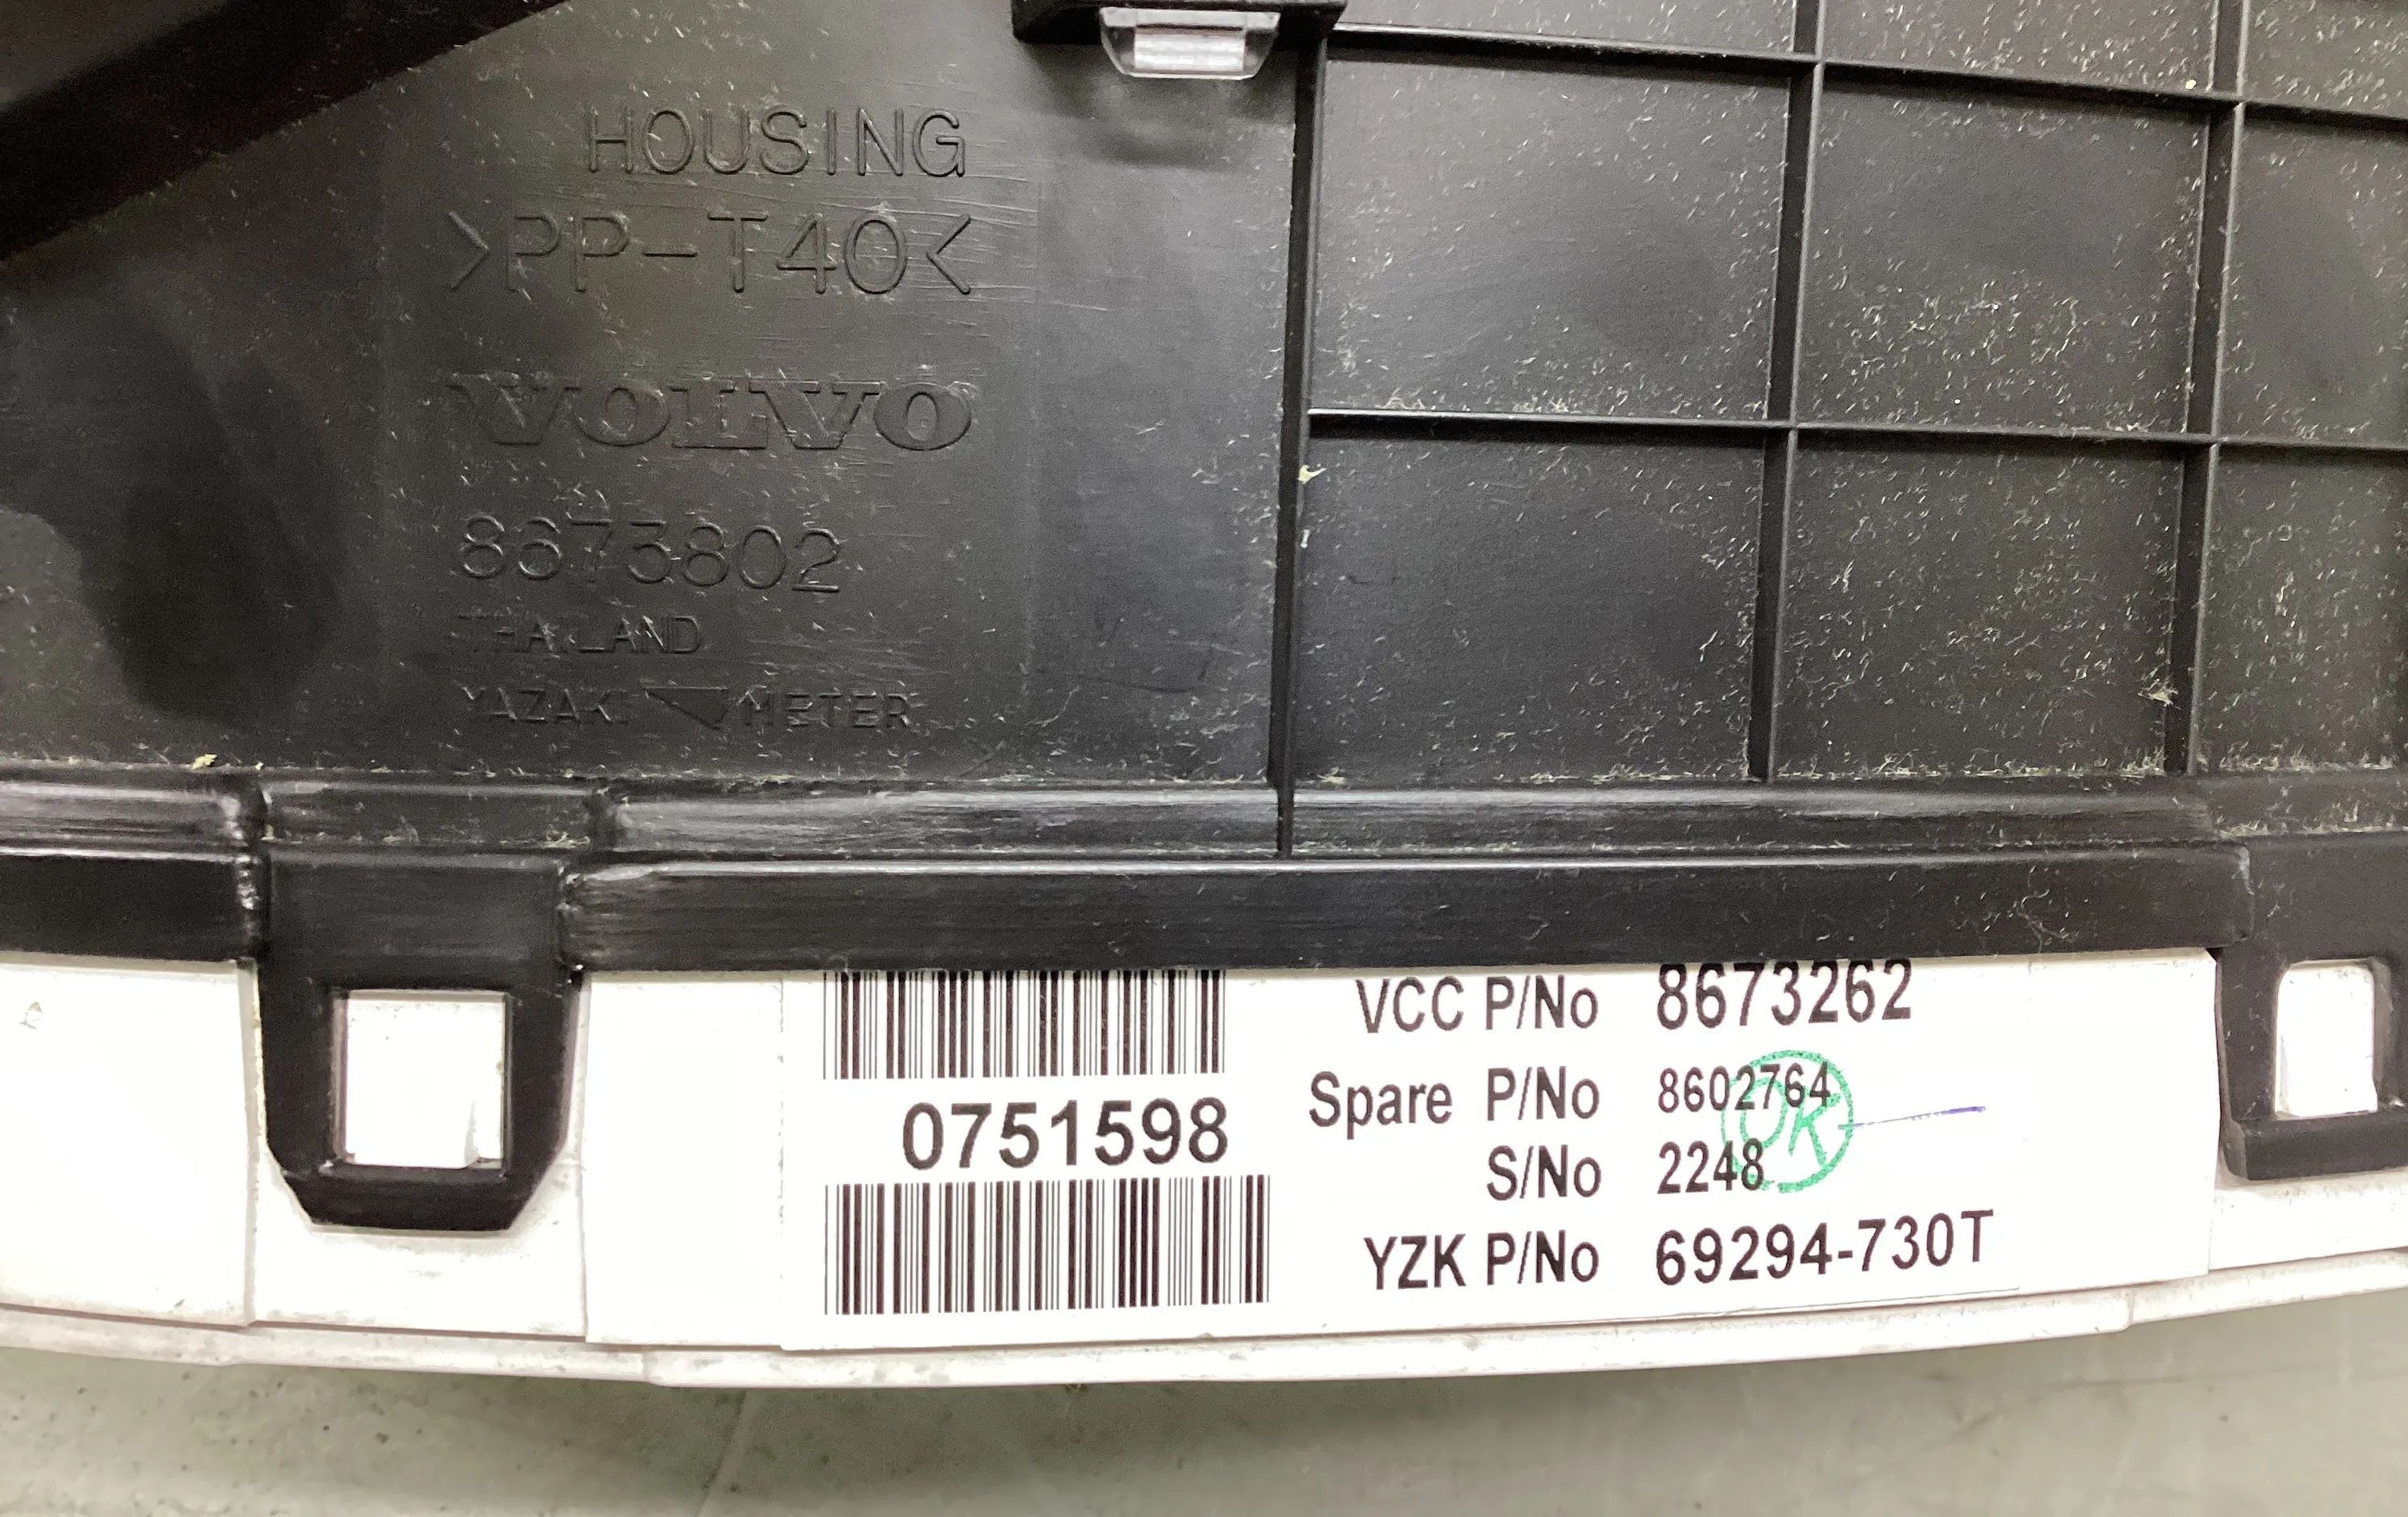 HOUSING
>PP-T40<
VOLVO
8673802
THAILAND
YAZAKI METER
VCC P/No 8673262
0751598
Spare P/No 8602764
OK
S/No 2248
YZK P/No 69294-730T